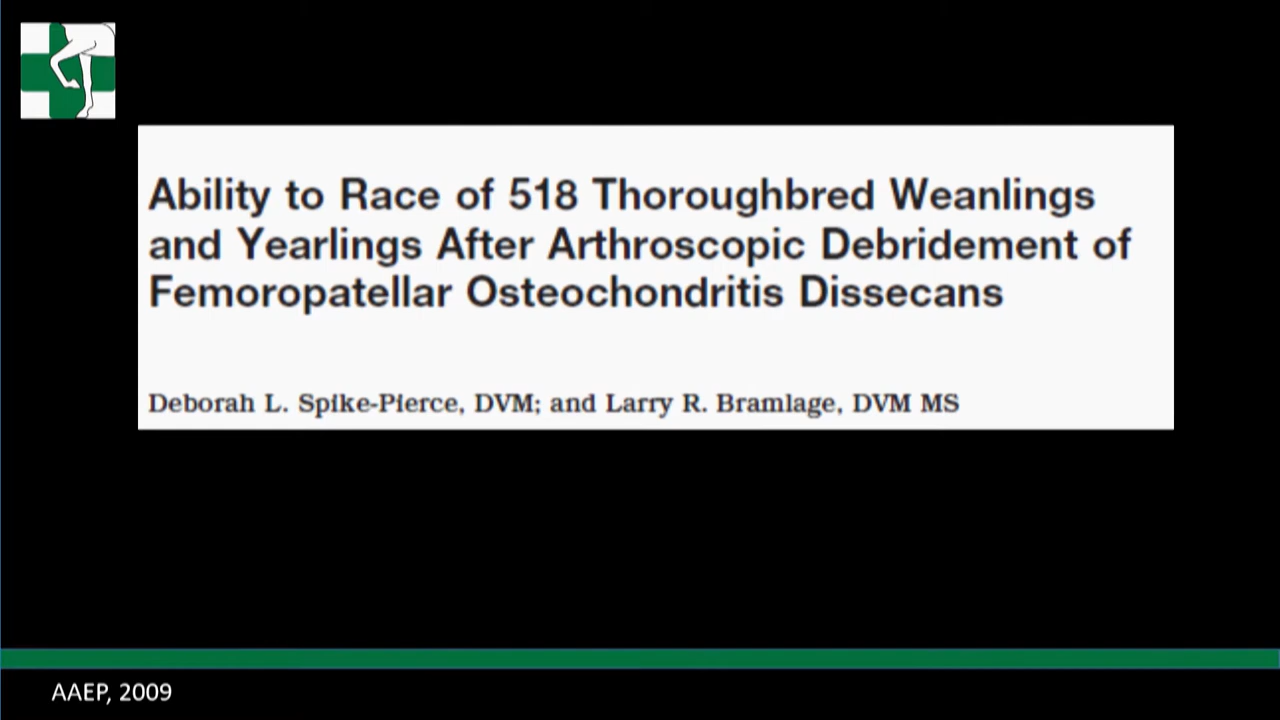 Ability to Race of 518 Thoroughbred Weanlings
and Yearlings After Arthroscopic Debridement of
Femoropatellar Osteochondritis Dissecans
Deborah L. Spike-Pierce, DVM; and Larry R. Bramlage, DVM MS
AAEP, 2009